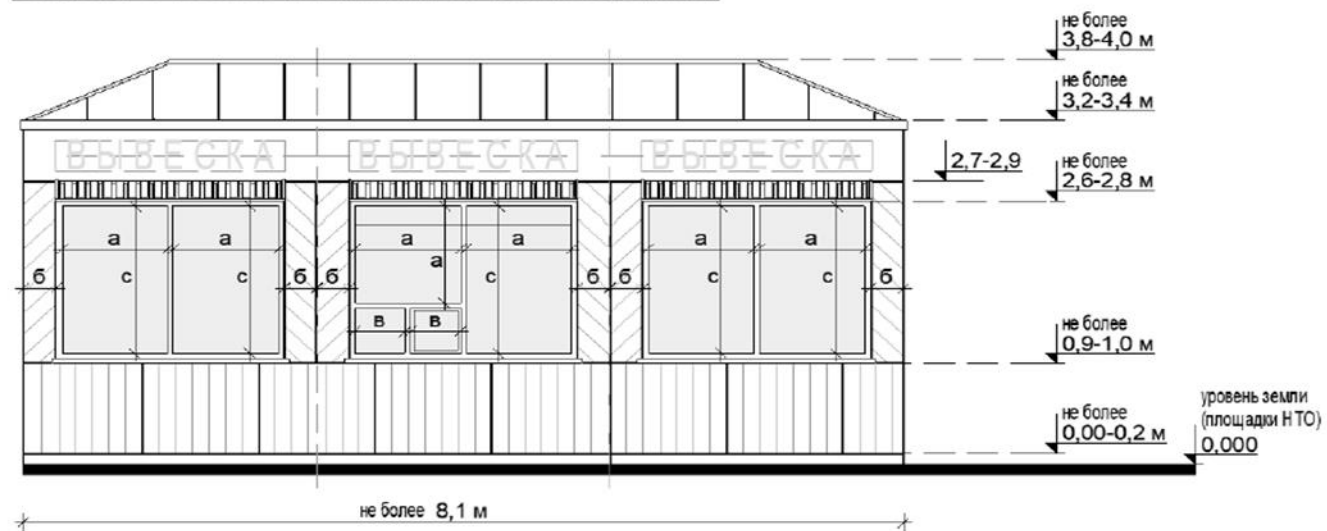 не более
3,8-4,0 м
не более
3,2-3,4 м
ВЫВЕСКА ВЫВЕСКА ВЫВЕСКА
2,7-2,9
не более
2,6-2,8 м
а а а а а а
а
б с с б б с б б с с б
в в
не более
0,9-1,0 м
не более
0,00-0,2 м
уровень земли
(площадки НТО)
0,000
не более 8,1 м